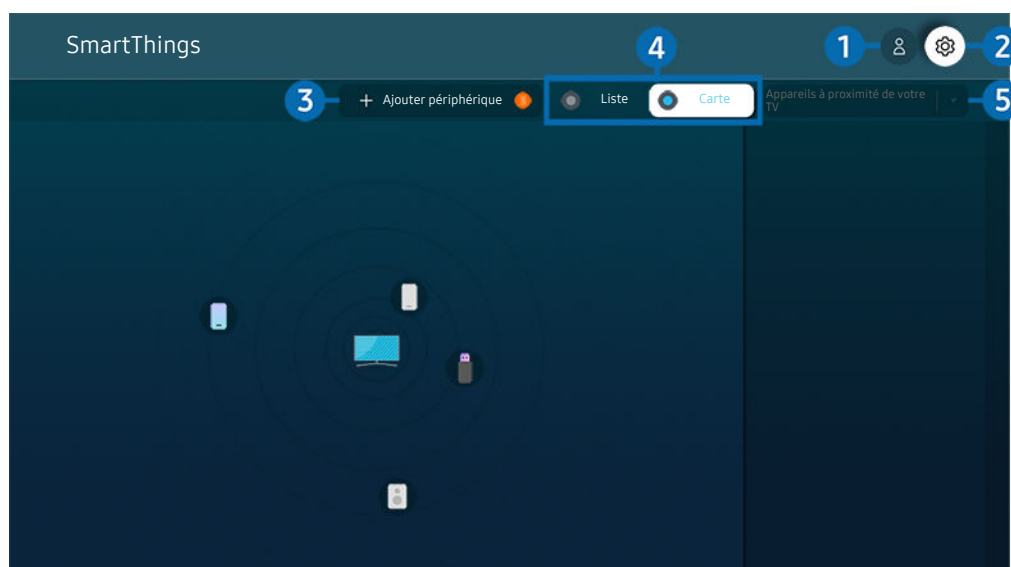 SmartThings
4
1
2
3
+ Ajouter périphérique
Liste
Carte
Appareils à proximité de votre
TV
5